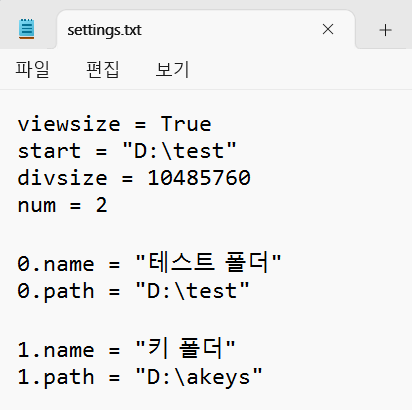 settings.txt
파일 편집 보기
viewsize = True
start = "D:\test"
divsize = 10485760
num = 2
0.name = "테스트 폴더"
0.path = "D:\test"
1.name = "키 폴더"
1.path = "D:\akeys"